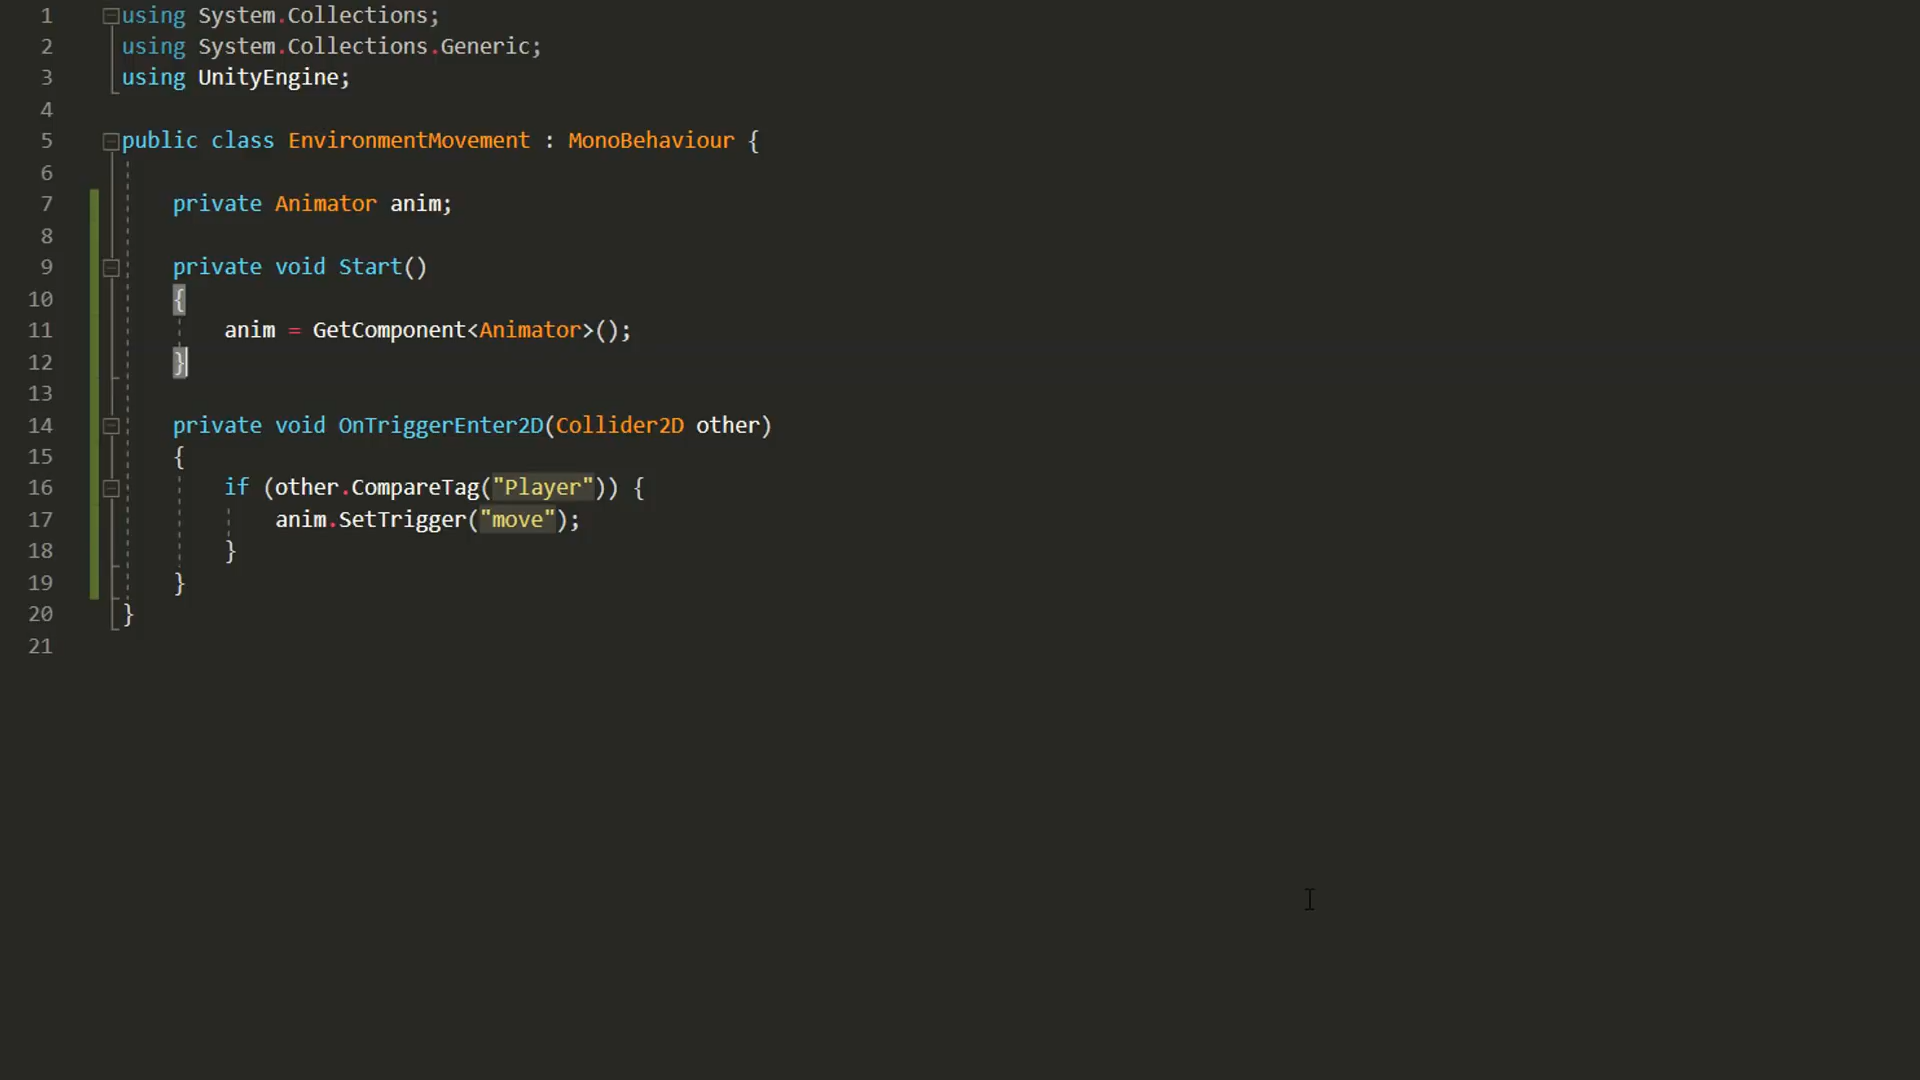 1 using System.Collections;
2 using System.Collections.Generic;
3 using UnityEngine;
4
5 public class EnvironmentMovement : MonoBehaviour {
6
7     private Animator anim;
8
9     private void Start()
10     {
11         anim = GetComponent<Animator>();
12     }
13
14     private void OnTriggerEnter2D(Collider2D other)
15     {
16         if (other.CompareTag("Player")) {
17             anim.SetTrigger("move");
18         }
19     }
20 }
21